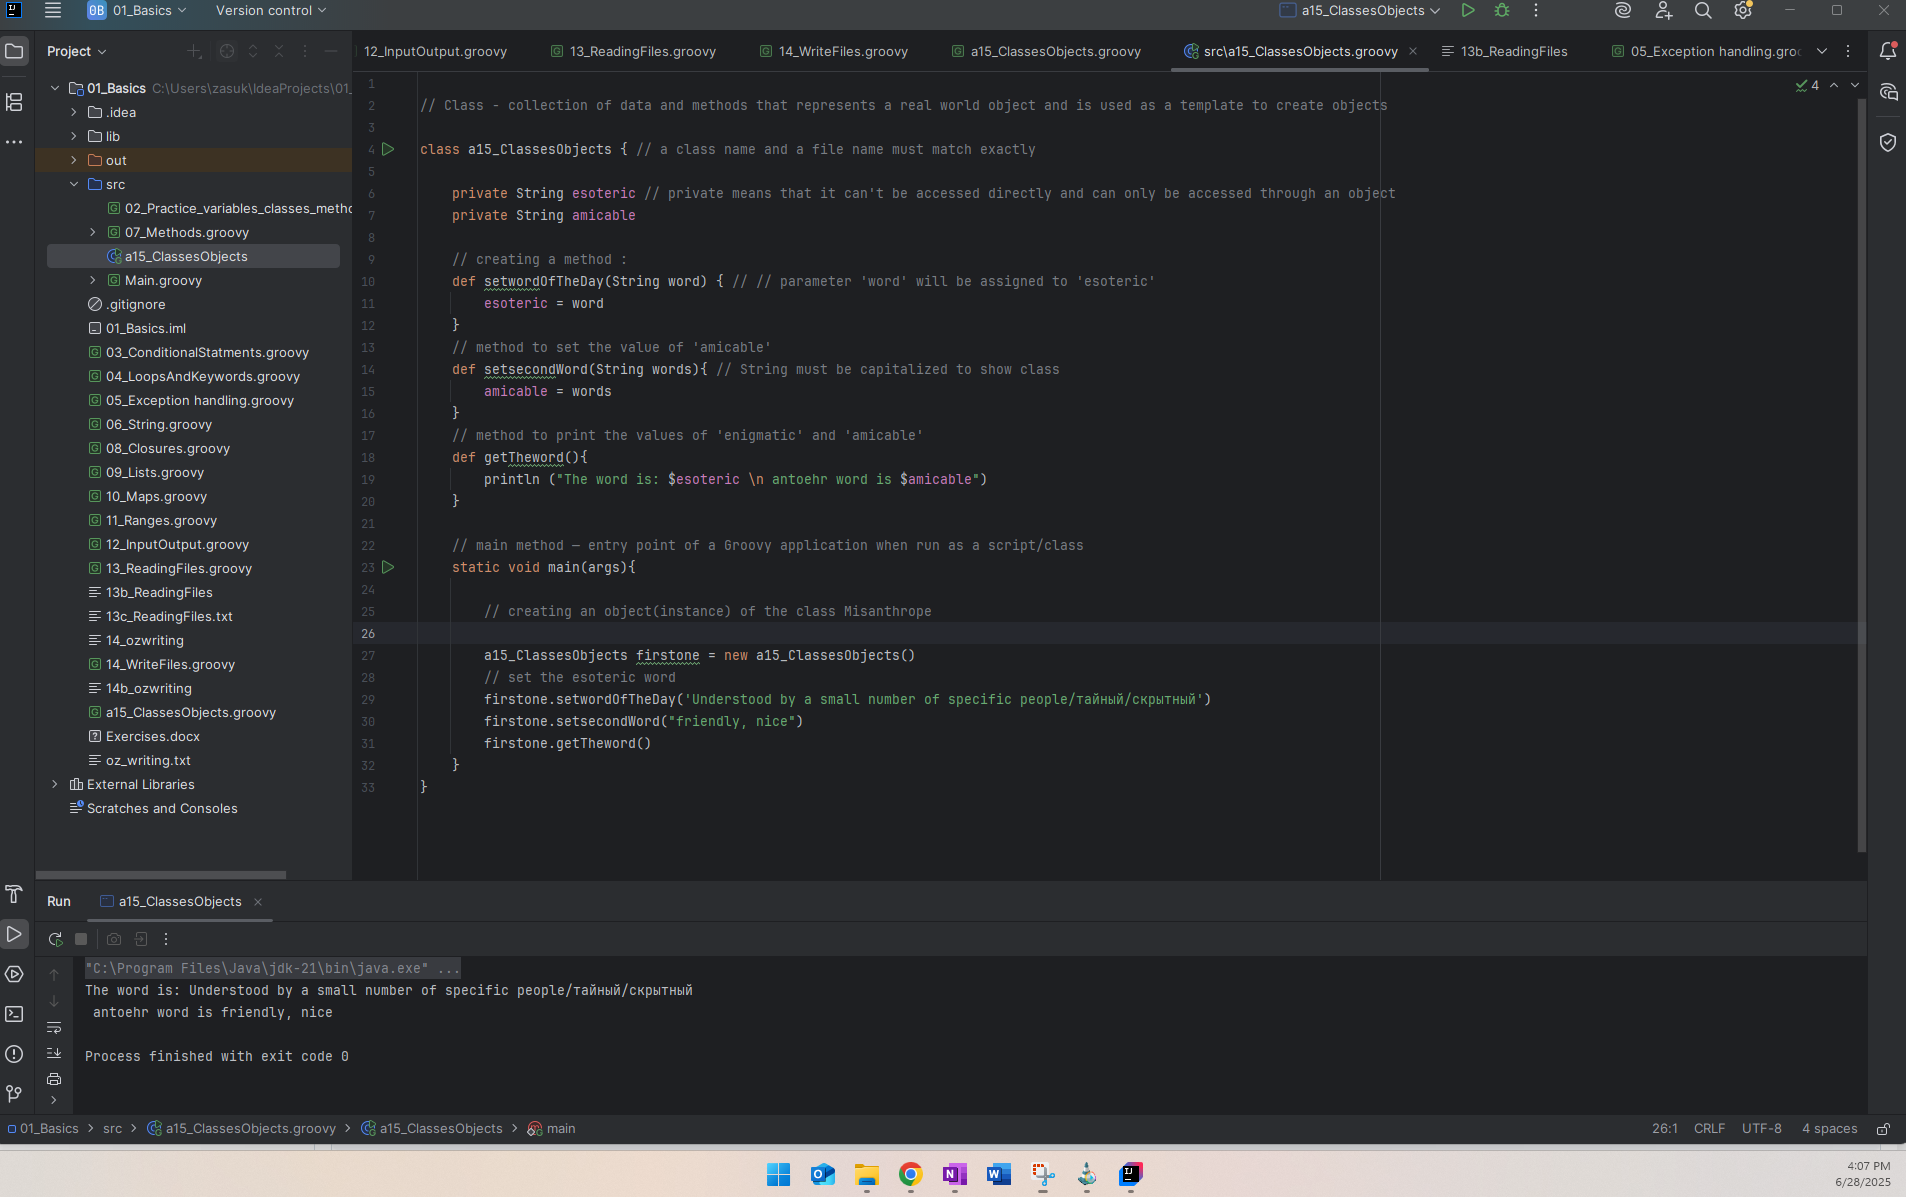 01_Basics Version control a15_ClassesObjects
Project
12_InputOutput.groovy 13_ReadingFiles.groovy 14_WriteFiles.groovy a15_ClassesObjects.groovy src\a15_ClassesObjects.groovy 13b_ReadingFiles 05_Exception handling.groo
01_Basics C:\Users\zasuk\IdeaProjects\01_
.idea
lib
out
src
02_Practice_variables_classes_metho
07_Methods.groovy
a15_ClassesObjects
Main.groovy
.gitignore
01_Basics.iml
03_ConditionalStatments.groovy
04_LoopsAndKeywords.groovy
05_Exception handling.groovy
06_String.groovy
08_Closures.groovy
09_Lists.groovy
10_Maps.groovy
11_Ranges.groovy
12_InputOutput.groovy
13_ReadingFiles.groovy
13b_ReadingFiles
13c_ReadingFiles.txt
14_ozwriting
14_WriteFiles.groovy
14b_ozwriting
a15_ClassesObjects.groovy
Exercises.docx
oz_writing.txt
External Libraries
Scratches and Consoles
4
1
2 // Class - collection of data and methods that represents a real world object and is used as a template to create objects
3
4 class a15_ClassesObjects { // a class name and a file name must match exactly
5
6 private String esoteric // private means that it can't be accessed directly and can only be accessed through an object
7 private String amicable
8
9 // creating a method :
10 def setwordOfTheDay(String word) { // // parameter 'word' will be assigned to 'esoteric'
11 esoteric = word
12 }
13 // method to set the value of 'amicable'
14 def setsecondWord(String words){ // String must be capitalized to show class
15 amicable = words
16 }
17 // method to print the values of 'enigmatic' and 'amicable'
18 def getTheword(){
19 println ("The word is: $esoteric \n antoehr word is $amicable")
20 }
21
22 // main method — entry point of a Groovy application when run as a script/class
23 static void main(args){
24
25 // creating an object(instance) of the class Misanthrope
26
27 a15_ClassesObjects firstone = new a15_ClassesObjects()
28 // set the esoteric word
29 firstone.setwordOfTheDay('Understood by a small number of specific people/тайный/скрытный')
30 firstone.setsecondWord("friendly, nice")
31 firstone.getTheword()
32 }
33 }
Run a15_ClassesObjects
"C:\Program Files\Java\jdk-21\bin\java.exe" ...
The word is: Understood by a small number of specific people/тайный/скрытный
antoehr word is friendly, nice
Process finished with exit code 0
01_Basics src a15_ClassesObjects.groovy a15_ClassesObjects main 26:1 CRLF UTF-8 4 spaces
4:07 PM
6/28/2025